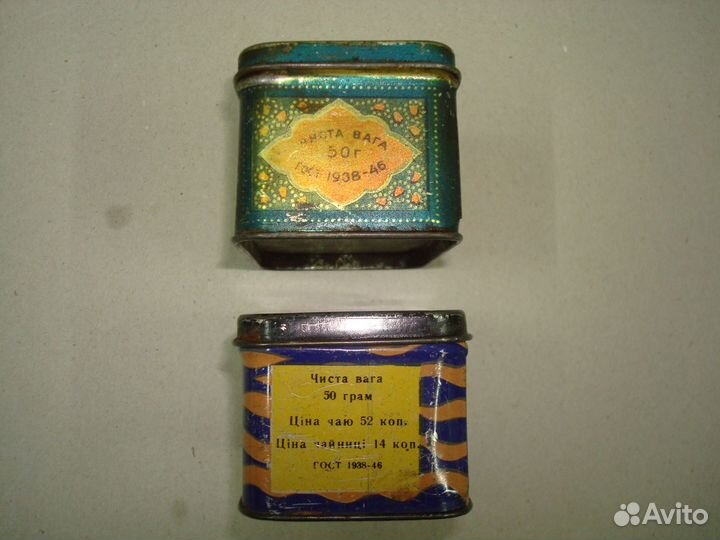 ЧИСТА ВАГА
50 г
ГОСТ 1938-46
Чиста вага
50 грам
Ціна чаю 52 коп.
Ціна чайниці 14 коп.
ГОСТ 1938-46
Avito